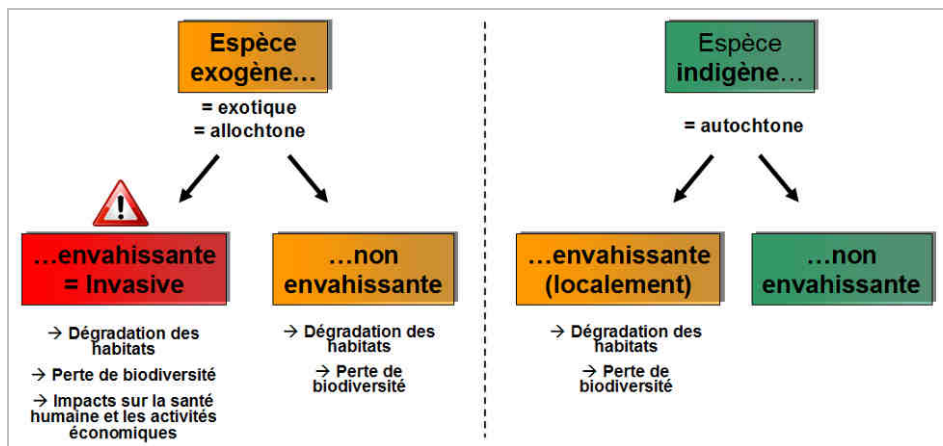 Espèce
exogène...
= exotique
= allochtone
...envahissante
= Invasive
→ Dégradation des
habitats
→ Perte de biodiversité
→ Impacts sur la santé
humaine et les activités
économiques
...non
envahissante
→ Dégradation des
habitats
→ Perte de
biodiversité
Espèce
indigène...
= autochtone
...envahissante
(localement)
→ Dégradation des
habitats
→ Perte de
biodiversité
...non
envahissante